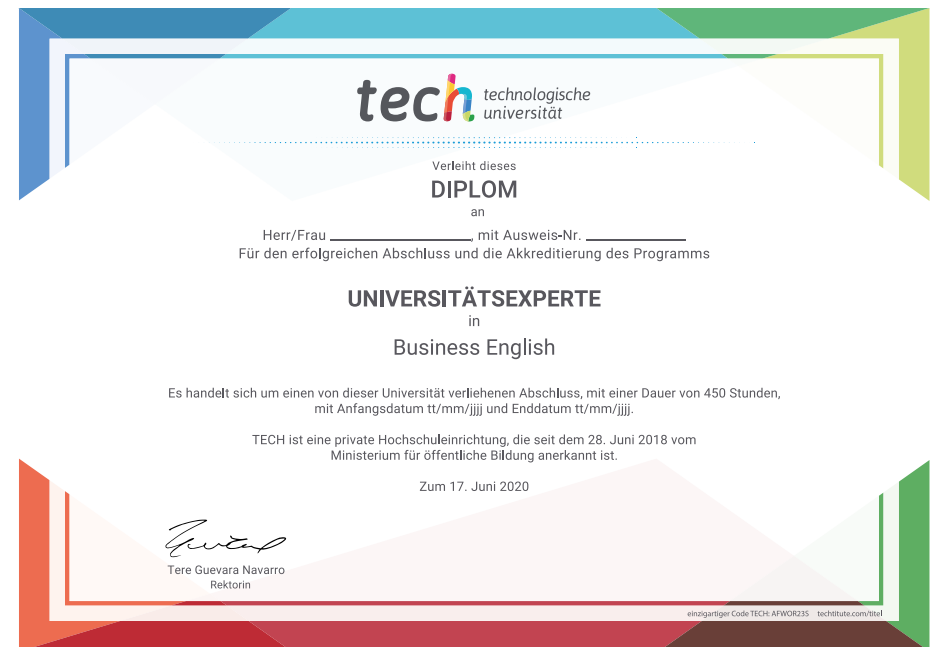 tech technologische
universität
Verleiht dieses
DIPLOM
an
Herr/Frau ____________________, mit Ausweis-Nr. ______________
Für den erfolgreichen Abschluss und die Akkreditierung des Programms
UNIVERSITÄTSEXPERTE
in
Business English
Es handelt sich um einen von dieser Universität verliehenen Abschluss, mit einer Dauer von 450 Stunden,
mit Anfangsdatum tt/mm/jjjj und Enddatum tt/mm/jjjj.
TECH ist eine private Hochschuleinrichtung, die seit dem 28. Juni 2018 vom
Ministerium für öffentliche Bildung anerkannt ist.
Zum 17. Juni 2020
Tere Guevara Navarro
Rektorin
einzigartiger Code TECH: AFWOR23S techtitute.com/titel